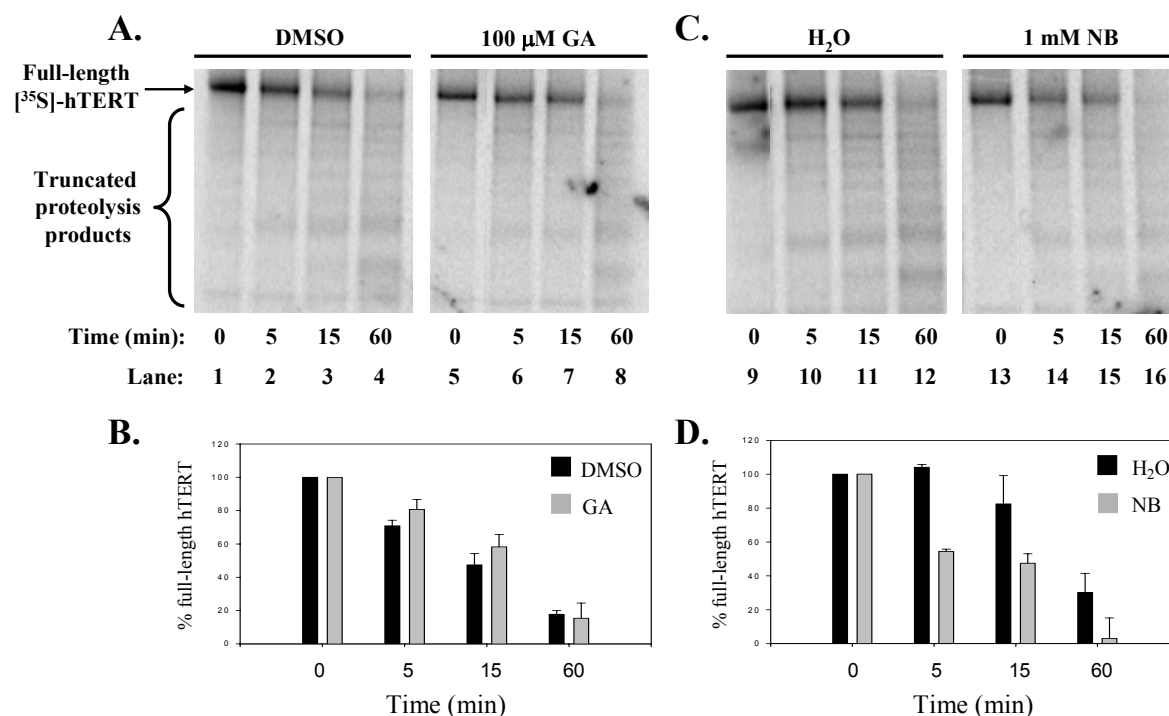 A.
DMSO
100 μM GA
Full-length
[³⁵S]-hTERT
Truncated
proteolysis
products
Time (min): 0 5 15 60 0 5 15 60
Lane: 1 2 3 4 5 6 7 8
C.
H₂O
1 mM NB
0 5 15 60 0 5 15 60
9 10 11 12 13 14 15 16
B.
% full-length hTERT
120
100
80
60
40
20
0
DMSO
GA
0 5 15 60
Time (min)
D.
% full-length hTERT
120
100
80
60
40
20
0
H₂O
NB
0 5 15 60
Time (min)